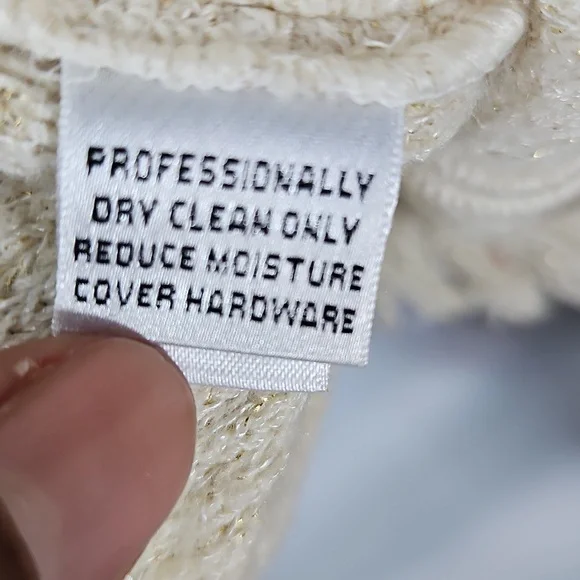 PROFESSIONALLY
DRY CLEAN ONLY
REDUCE MOISTURE
COVER HARDWARE